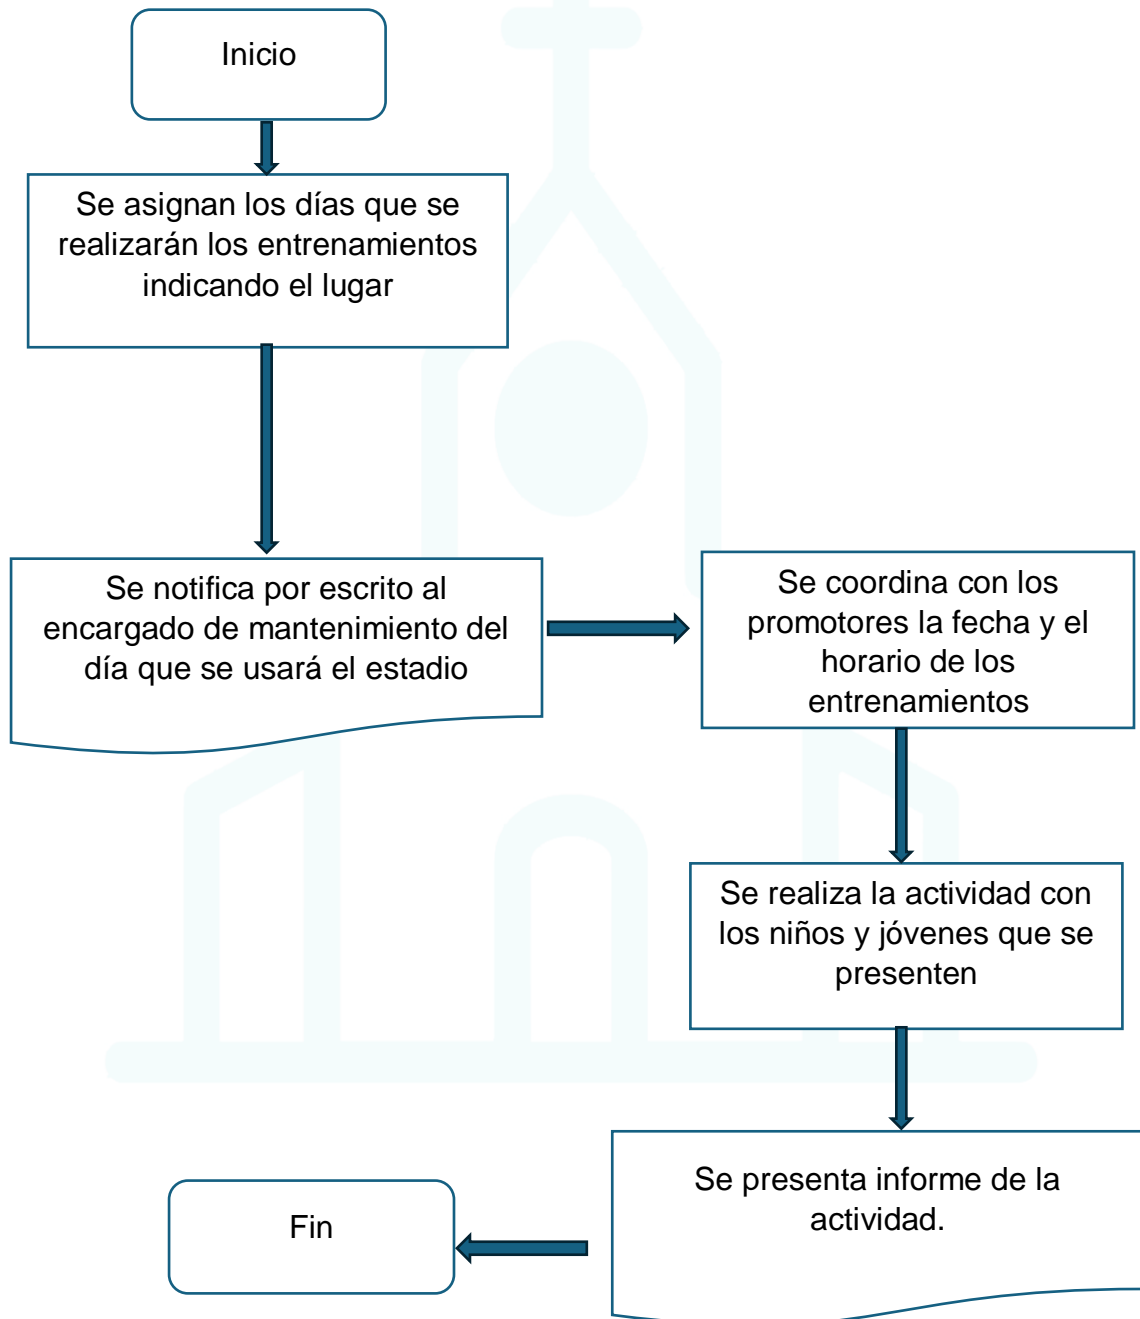 Inicio
Se asignan los días que se
realizarán los entrenamientos
indicando el lugar
Se notifica por escrito al
encargado de mantenimiento del
día que se usará el estadio
Se coordina con los
promotores la fecha y el
horario de los
entrenamientos
Se realiza la actividad con
los niños y jóvenes que se
presenten
Se presenta informe de la
actividad.
Fin